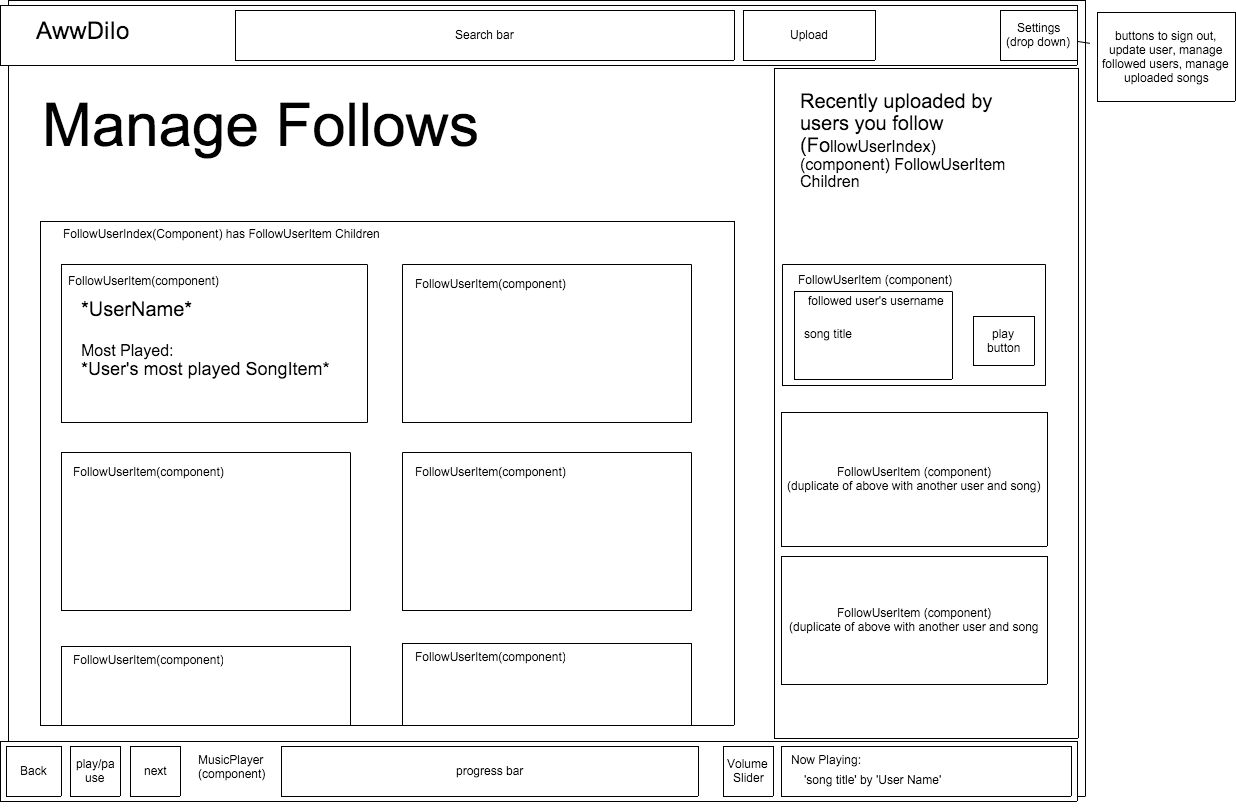 AwwDilo
Search bar
Upload
Settings
(drop down)
buttons to sign out,
update user, manage
followed users, manage
uploaded songs
Manage Follows
Recently uploaded by
users you follow
(FollowUserIndex)
(component) FollowUserItem
Children
FollowUserIndex(Component) has FollowUserItem Children
FollowUserItem(component)
*UserName*
Most Played:
*User's most played SongItem*
FollowUserItem(component)
FollowUserItem(component)
FollowUserItem(component)
FollowUserItem(component)
FollowUserItem(component)
FollowUserItem (component)
followed user's username
song title
play
button
FollowUserItem (component)
(duplicate of above with another user and song)
FollowUserItem (component)
(duplicate of above with another user and song
Back
play/pa
use
next
MusicPlayer
(component)
progress bar
Volume
Slider
Now Playing:
'song title' by 'User Name'